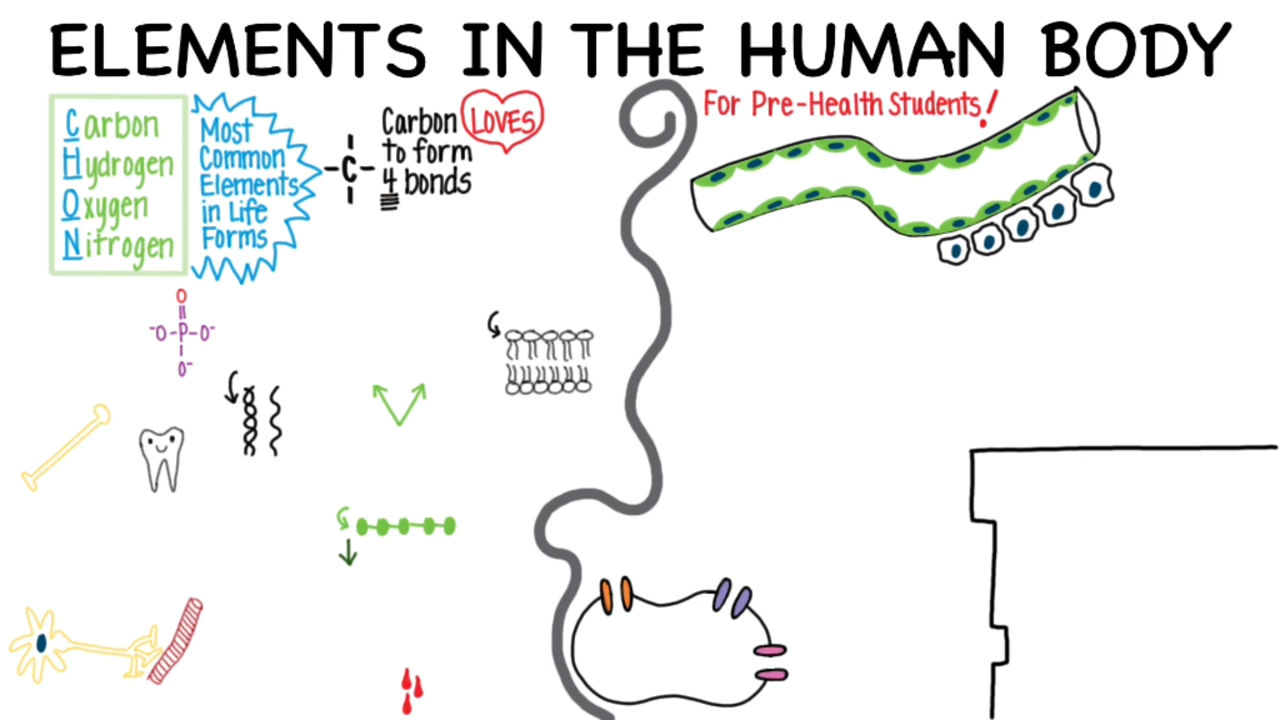 ELEMENTS IN THE HUMAN BODY
Carbon
Hydrogen
Oxygen
Nitrogen
Most
Common
Elements
in Life
Forms
-C-
Carbon LOVES
to form
4 bonds
For Pre-Health Students!
O
⁻O-P-O⁻
O⁻